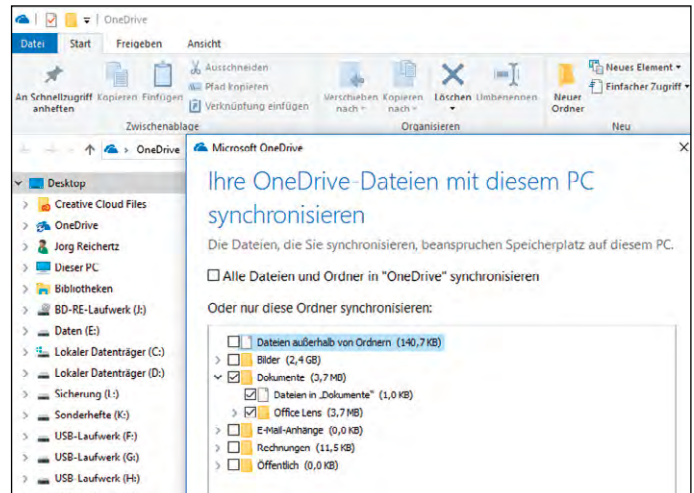 OneDrive
Datei Start Freigeben Ansicht
An Schnellzugriff anheften
Kopieren
Einfügen
Ausschneiden
Pfad kopieren
Verknüpfung einfügen
Verschieben nach
Kopieren nach
Löschen
Umbenennen
Neuer Ordner
Neues Element
Einfacher Zugriff
Zwischenablage
Organisieren
Neu
OneDrive
Desktop
Creative Cloud Files
OneDrive
Jorg Reichertz
Dieser PC
Bibliotheken
BD-RE-Laufwerk (J:)
Daten (E:)
Lokaler Datenträger (C:)
Lokaler Datenträger (D:)
Sicherung (L:)
Sonderhefte (K:)
USB-Laufwerk (F:)
USB-Laufwerk (G:)
USB-Laufwerk (H:)
Microsoft OneDrive
Ihre OneDrive-Dateien mit diesem PC
synchronisieren
Die Dateien, die Sie synchronisieren, beanspruchen Speicherplatz auf diesem PC.
Alle Dateien und Ordner in "OneDrive" synchronisieren
Oder nur diese Ordner synchronisieren:
Dateien außerhalb von Ordnern (140,7 KB)
Bilder (2,4 GB)
Dokumente (3,7 MB)
Dateien in „Dokumente“ (1,0 KB)
Office Lens (3,7 MB)
E-Mail-Anhänge (0,0 KB)
Rechnungen (11,5 KB)
Öffentlich (0,0 KB)